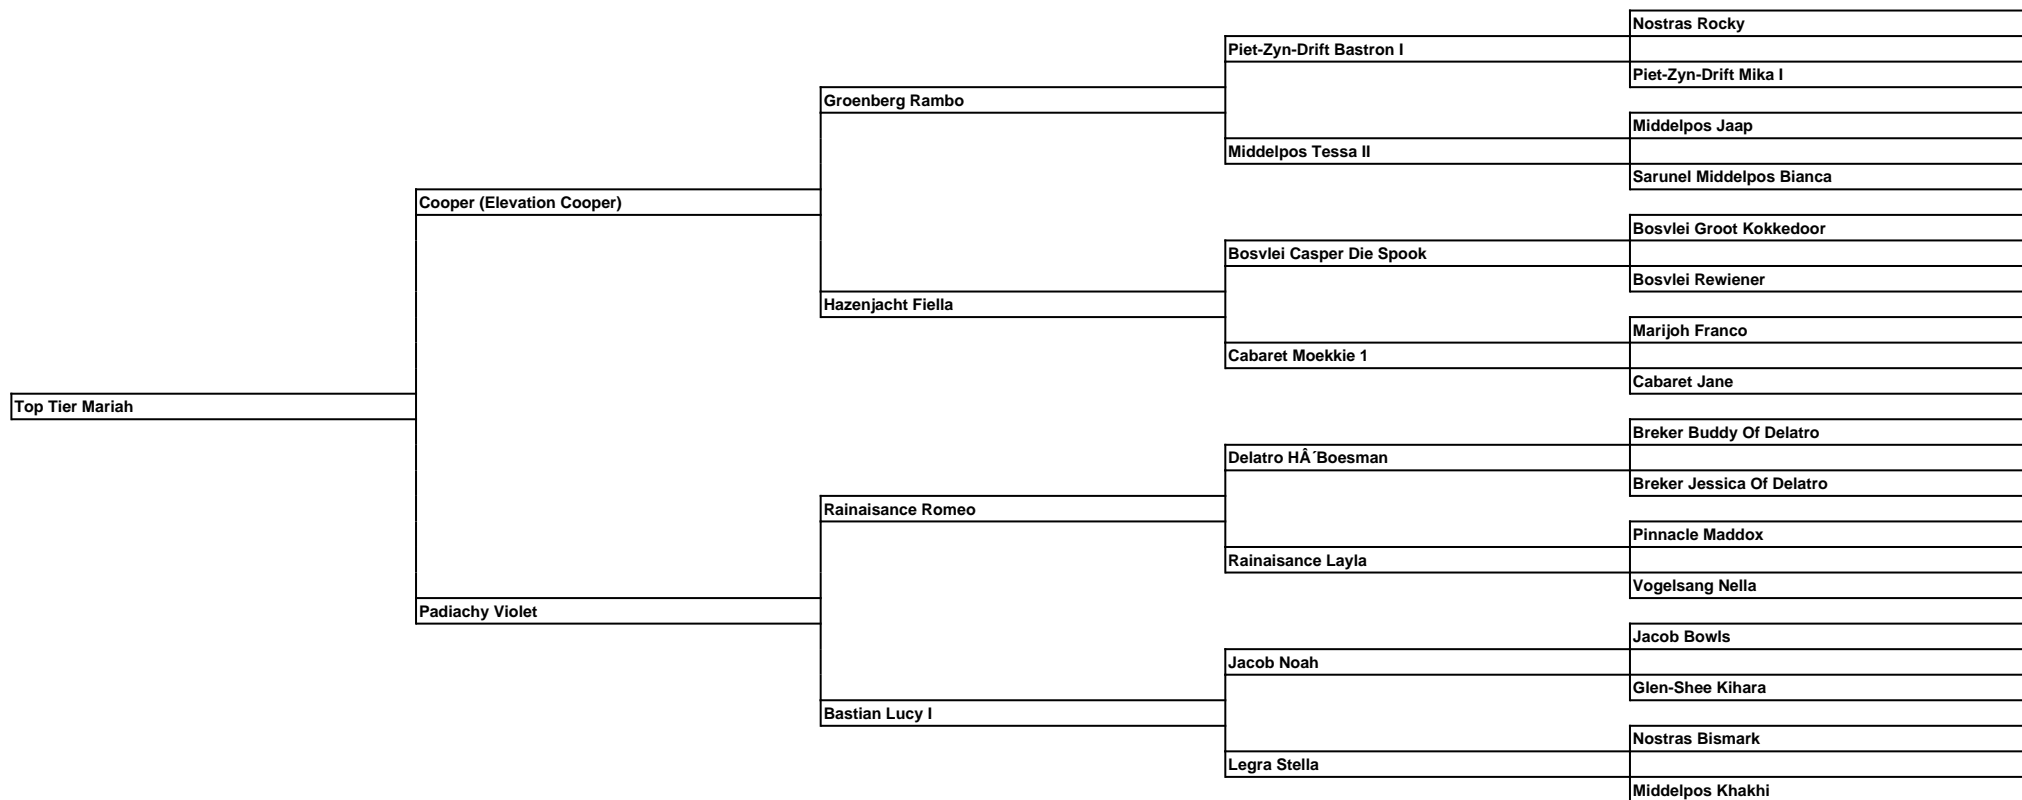 Nostras Rocky
Piet-Zyn-Drift Bastron I
Piet-Zyn-Drift Mika I
Groenberg Rambo
Middelpos Jaap
Middelpos Tessa II
Sarunel Middelpos Bianca
Cooper (Elevation Cooper)
Bosvlei Groot Kokkedoor
Bosvlei Casper Die Spook
Bosvlei Rewiener
Hazenjacht Fiella
Marijoh Franco
Cabaret Moekkie 1
Cabaret Jane
Top Tier Mariah
Breker Buddy Of Delatro
Delatro HÂ´Boesman
Breker Jessica Of Delatro
Rainaisance Romeo
Pinnacle Maddox
Rainaisance Layla
Vogelsang Nella
Padiachy Violet
Jacob Bowls
Jacob Noah
Glen-Shee Kihara
Bastian Lucy I
Nostras Bismark
Legra Stella
Middelpos Khakhi